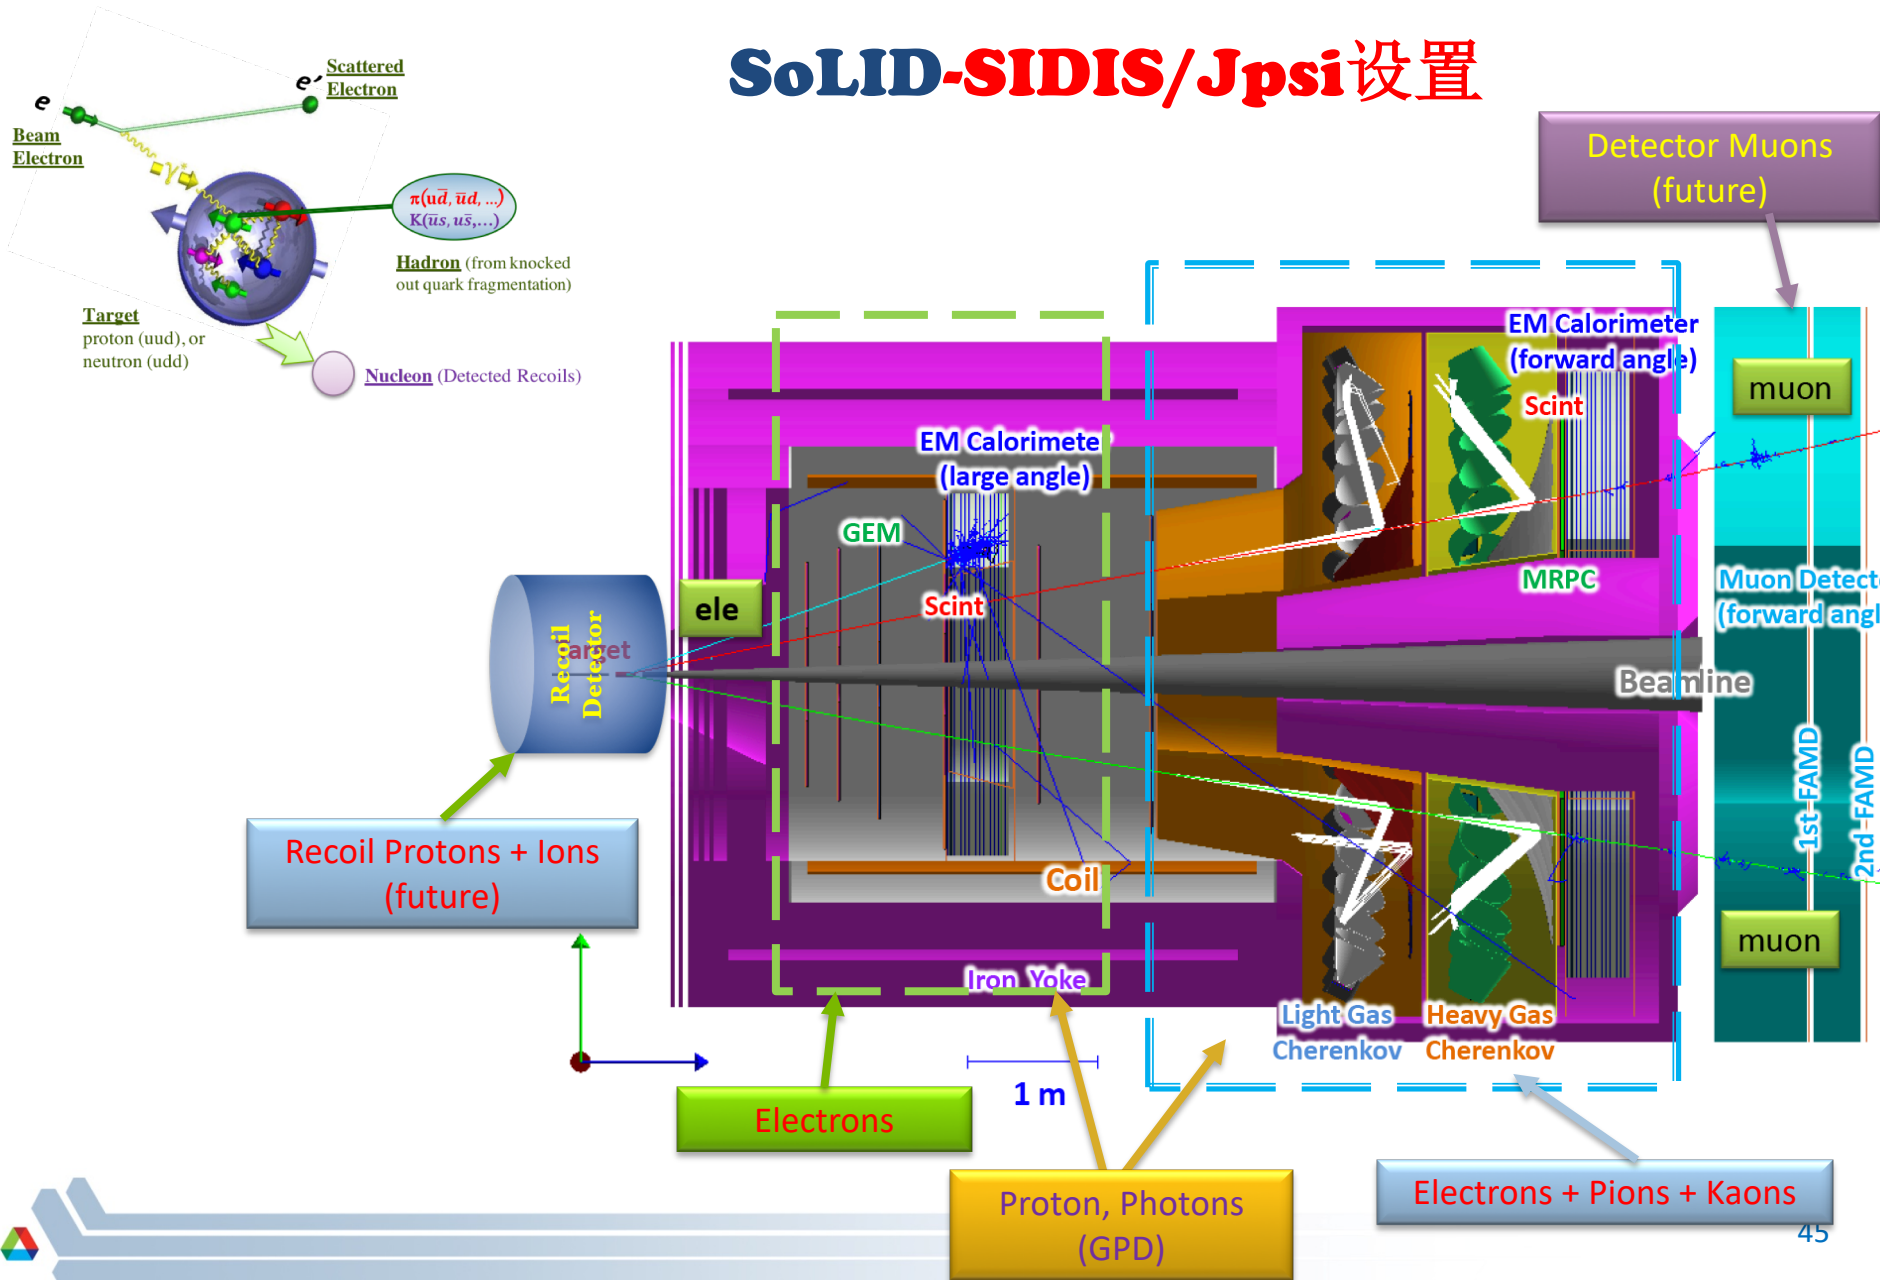 SoLID-SIDIS/Jpsi设置
e
e'
Scattered
Electron
Beam
Electron
γ*
π(ud̅, u̅d, ...)
K(u̅s, us̅,...)
Hadron (from knocked
out quark fragmentation)
Target
proton (uud), or
neutron (udd)
Nucleon (Detected Recoils)
Detector Muons
(future)
EM Calorimeter
(forward angle)
Scint
muon
EM Calorimete
(large angle)
GEM
Scint
MRPC
Muon Detect
(forward angl
ele
Target
Recoil
Detector
Beamline
1st FAMD
2nd FAMD
Recoil Protons + Ions
(future)
Coil
muon
Iron Yoke
Light Gas
Cherenkov
Heavy Gas
Cherenkov
1 m
Electrons
Proton, Photons
(GPD)
Electrons + Pions + Kaons
45